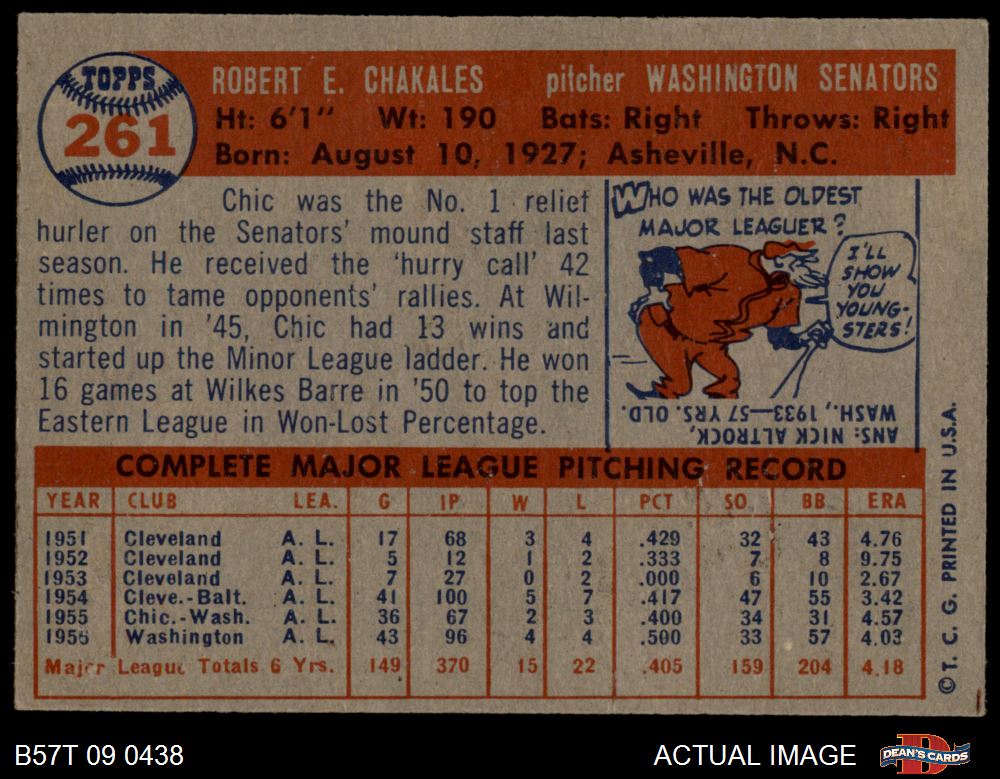 TOPPS
261
ROBERT E. CHAKALES pitcher WASHINGTON SENATORS
Ht: 6'1" Wt: 190 Bats: Right Throws: Right
Born: August 10, 1927; Asheville, N.C.
Chic was the No. 1 relief
hurler on the Senators' mound staff last
season. He received the 'hurry call' 42
times to tame opponents' rallies. At Wil-
mington in '45, Chic had 13 wins and
started up the Minor League ladder. He won
16 games at Wilkes Barre in '50 to top the
Eastern League in Won-Lost Percentage.
WHO WAS THE OLDEST
MAJOR LEAGUER?
I'LL
SHOW
YOU
YOUNG-
STERS!
ANS: NICK ALTROCK,
WASH., 1933—57 YRS. OLD.
COMPLETE MAJOR LEAGUE PITCHING RECORD
YEAR CLUB LEA. G IP W L PCT SO BB ERA
1951 Cleveland A. L. 17 68 3 4 .429 32 43 4.76
1952 Cleveland A. L. 5 12 1 2 .333 7 8 9.75
1953 Cleveland A. L. 7 27 0 2 .000 6 10 2.67
1954 Cleve.-Balt. A. L. 41 100 5 7 .417 47 55 3.42
1955 Chic.-Wash. A. L. 36 67 2 3 .400 34 31 4.57
1956 Washington A. L. 43 96 4 4 .500 33 57 4.03
Major League Totals 6 Yrs. 149 370 15 22 .405 159 204 4.18
© T. C. G. PRINTED IN U.S.A.
B57T 09 0438
ACTUAL IMAGE
DEAN'S CARDS